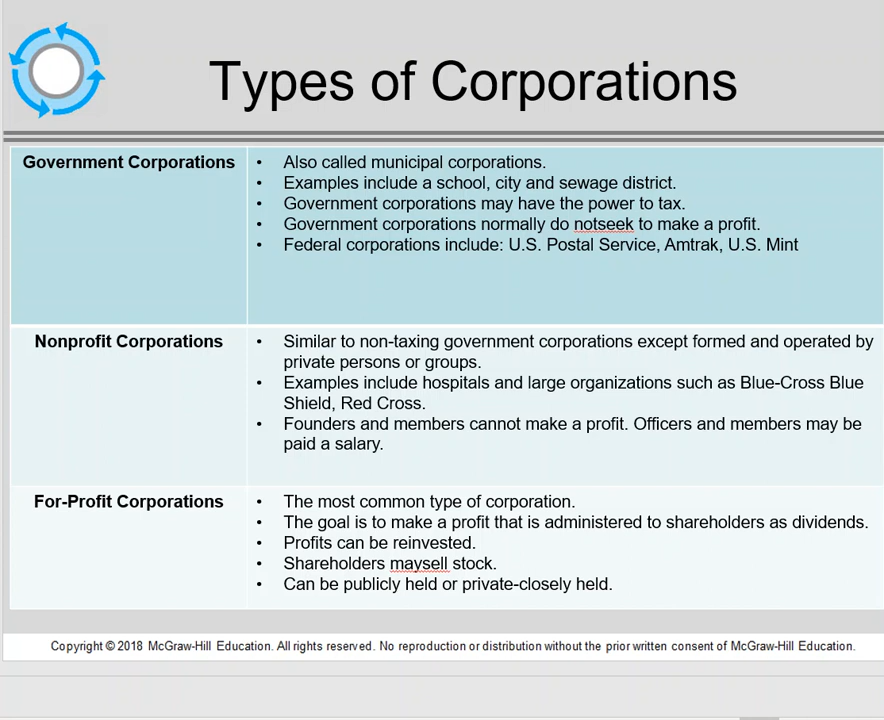 Types of Corporations
Government Corporations
• Also called municipal corporations.
• Examples include a school, city and sewage district.
• Government corporations may have the power to tax.
• Government corporations normally do notseek to make a profit.
• Federal corporations include: U.S. Postal Service, Amtrak, U.S. Mint
Nonprofit Corporations
• Similar to non-taxing government corporations except formed and operated by
private persons or groups.
• Examples include hospitals and large organizations such as Blue-Cross Blue
Shield, Red Cross.
• Founders and members cannot make a profit. Officers and members may be
paid a salary.
For-Profit Corporations
• The most common type of corporation.
• The goal is to make a profit that is administered to shareholders as dividends.
• Profits can be reinvested.
• Shareholders maysell stock.
• Can be publicly held or private-closely held.
Copyright © 2018 McGraw-Hill Education. All rights reserved. No reproduction or distribution without the prior written consent of McGraw-Hill Education.